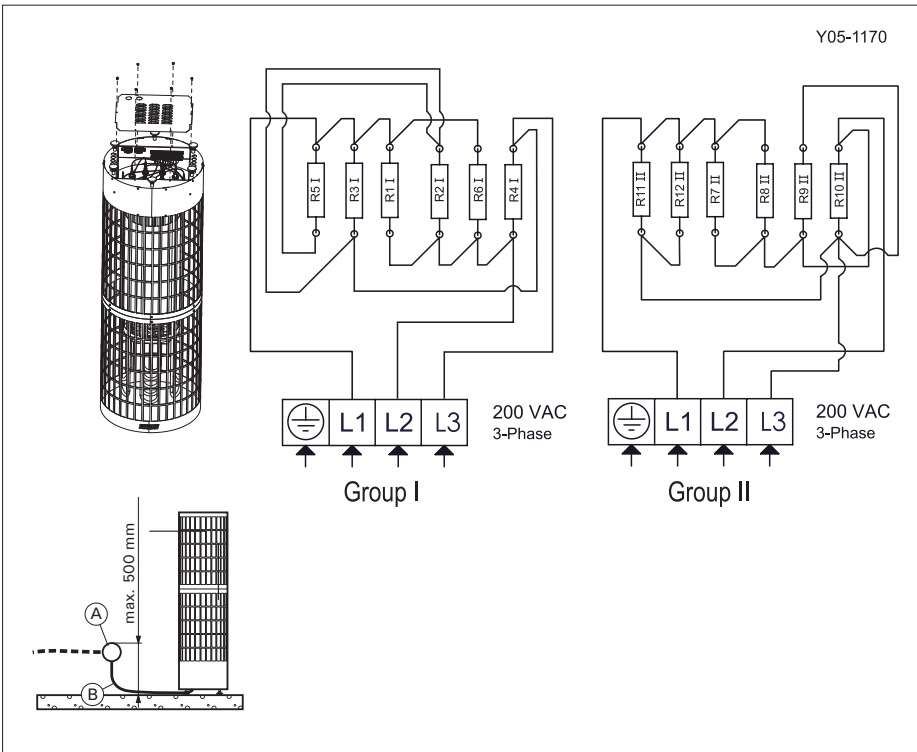 Y05-1170
R5 I
R3 I
R1 I
R2 I
R6 I
R4 I
R11 II
R12 II
R7 II
R8 II
R9 II
R10 II
L1 L2 L3
200 VAC
3-Phase
Group I
L1 L2 L3
200 VAC
3-Phase
Group II
max. 500 mm
A
B